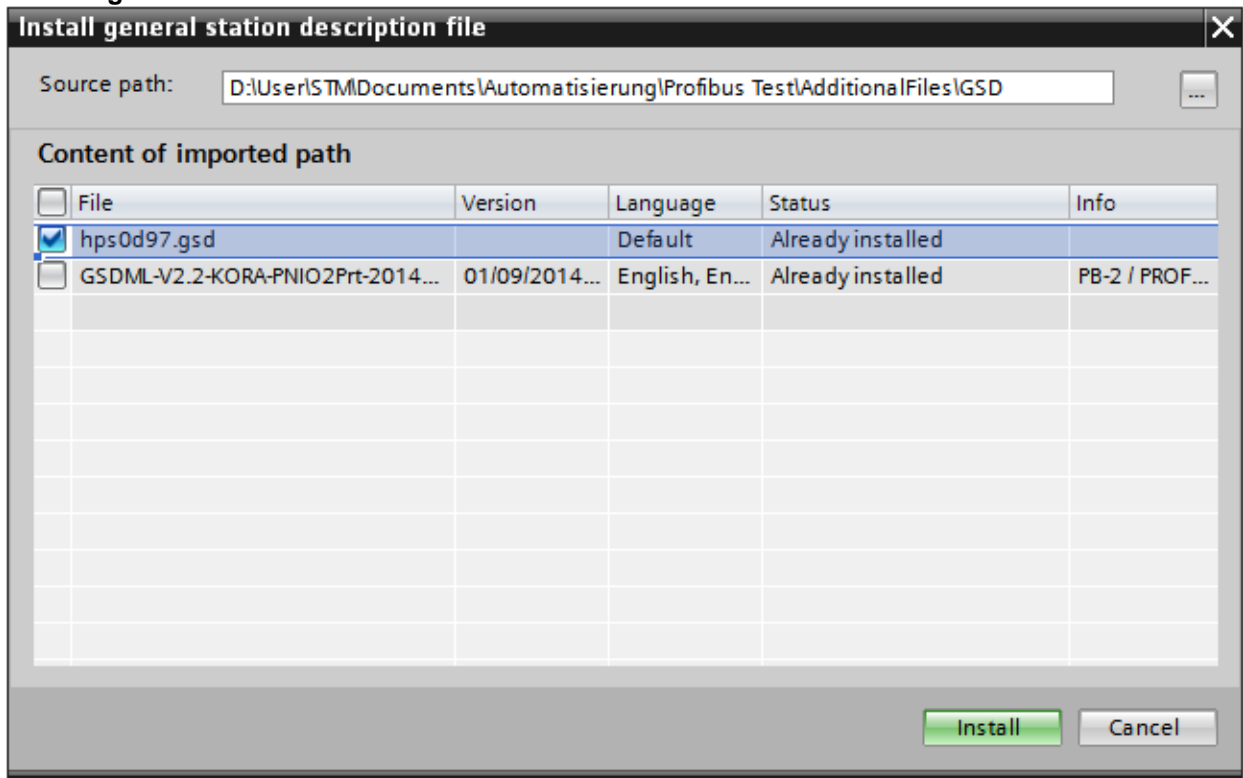 Install general station description file
Source path: D:\User\STM\Documents\Automatisierung\Profibus Test\AdditionalFiles\GSD ...
Content of imported path
File Version Language Status Info
hps0d97.gsd Default Already installed
GSDML-V2.2-KORA-PNIO2Prt-2014... 01/09/2014... English, En... Already installed PB-2 / PROF...
Install Cancel